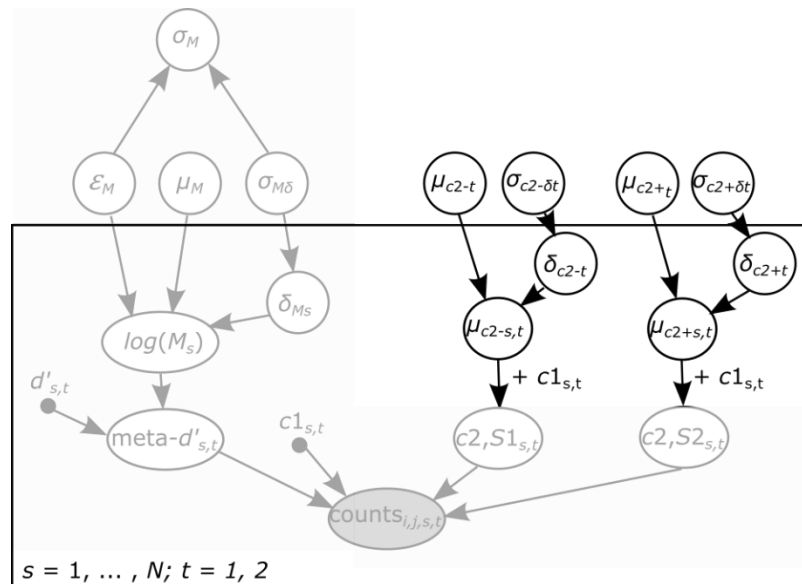 σM
εM μM σMδ μc2-t σc2-δt μc2+t σc2+δt
δc2-t δc2+t
δMs
log(Ms) μc2-s,t μc2+s,t
d's,t + c1s,t + c1s,t
meta-d's,t c1s,t c2,S1s,t c2,S2s,t
countsi,j,s,t
s = 1, ... , N; t = 1, 2